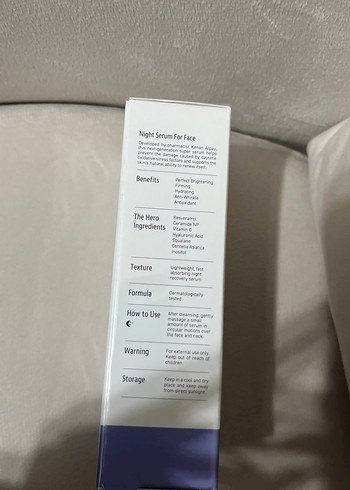 Night Serum For Face
Developed by pharmacist
this next-generation super serum helps
prevent the damage caused by daytime
oxidative stress factors and supports the
skin's natural ability to renew itself.
Benefits
Perfect Brightening
Firming
Hydrating
Anti-Wrinkle
Antioxidant
The Hero
Ingredients
Resveratrol
Ceramide NP
Vitamin C
Hyaluronic Acid
Squalane
Centella Asiatica
Inositol
Texture
Lightweight, fast
absorbing night
recovery serum
Formula
Dermatologically
tested
How to Use
After cleansing, gently
massage a small
amount of serum in
circular motions over
the face and neck.
Warning
For external use only.
Keep out of reach of
children.
Storage
Keep in a cool and dry
place and keep away
from direct sunlight.